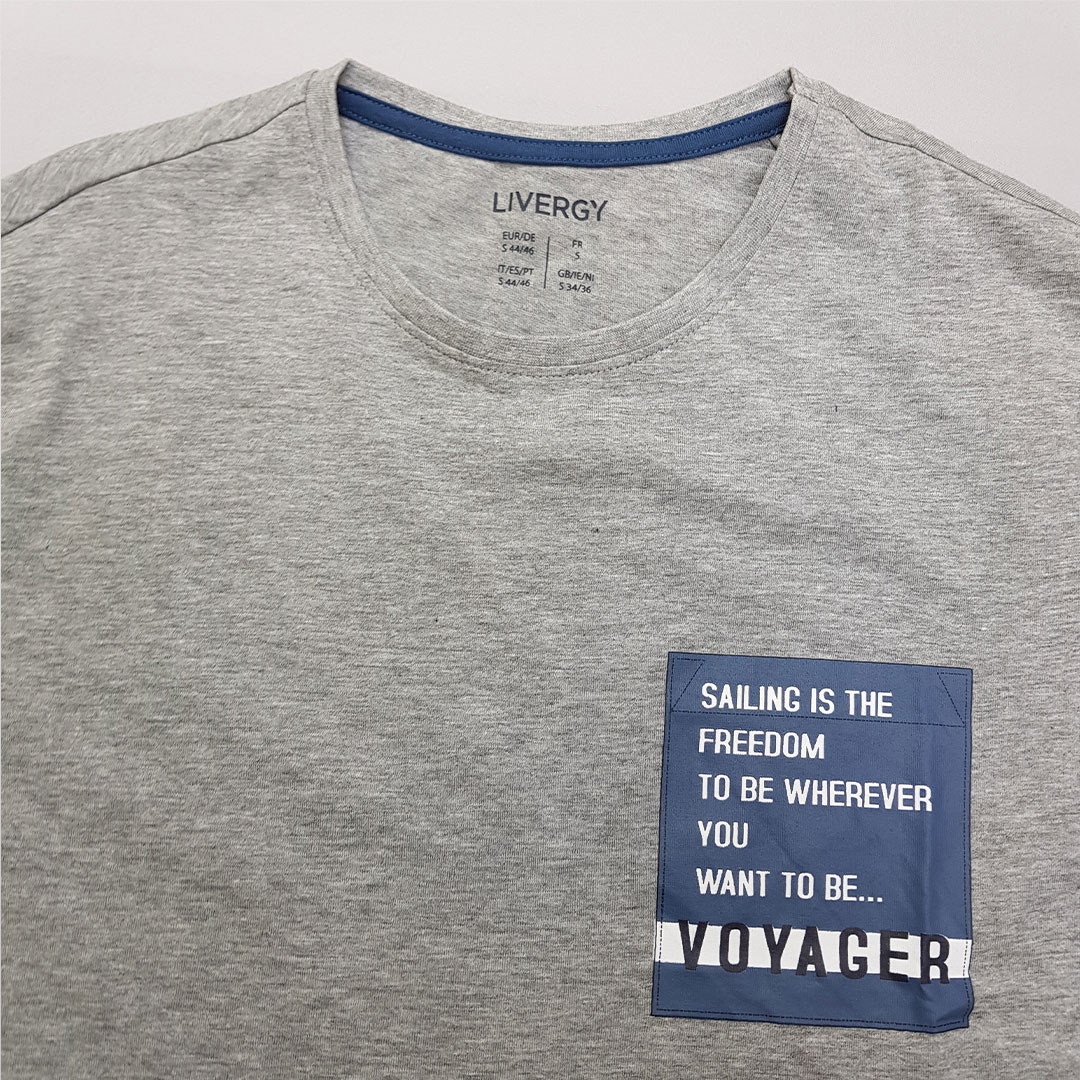 LIVERGY
EUR/DE
S 44/46
FR
S
IT/ES/PT
S 44/46
GB/IE/NI
S 34/36
SAILING IS THE
FREEDOM
TO BE WHEREVER
YOU
WANT TO BE...
VOYAGER